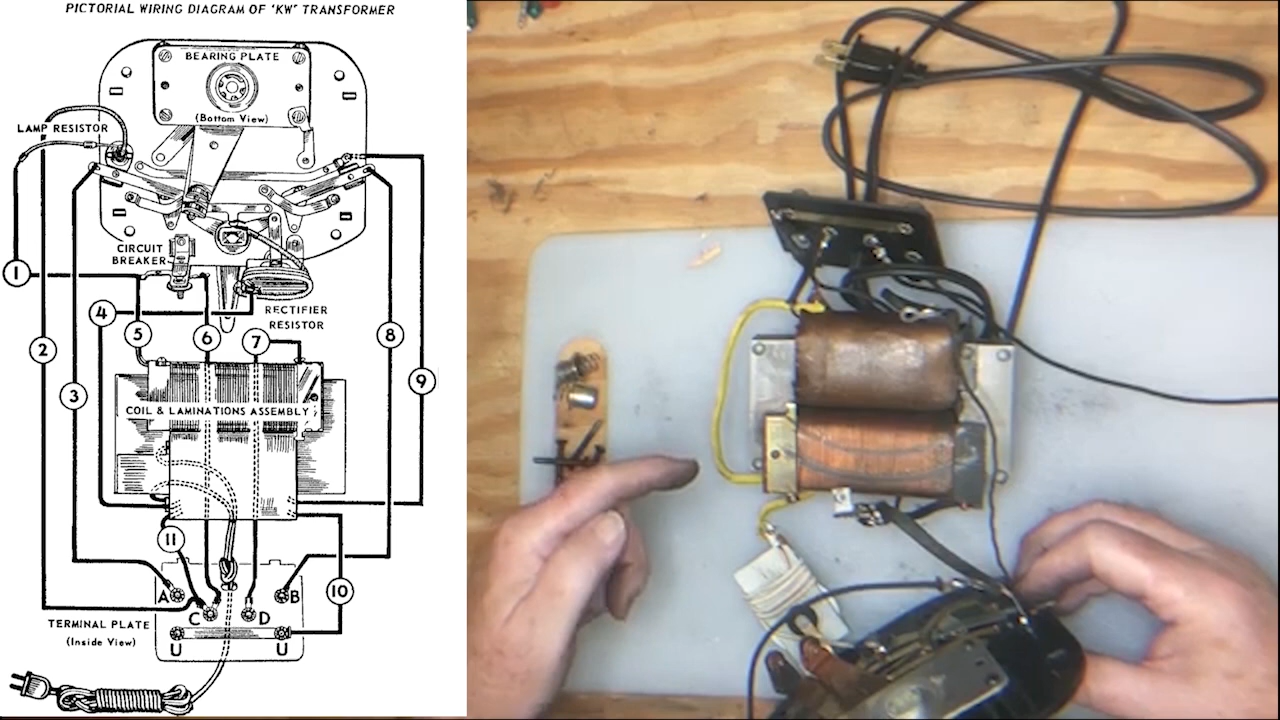 PICTORIAL WIRING DIAGRAM OF 'KW' TRANSFORMER
BEARING PLATE
(Bottom View)
LAMP RESISTOR
CIRCUIT
BREAKER
1
4
RECTIFIER
RESISTOR
5
6
7
8
2
9
3
COIL & LAMINATIONS ASSEMBLY
11
10
A
B
C
D
TERMINAL PLATE
(Inside View)
U
U